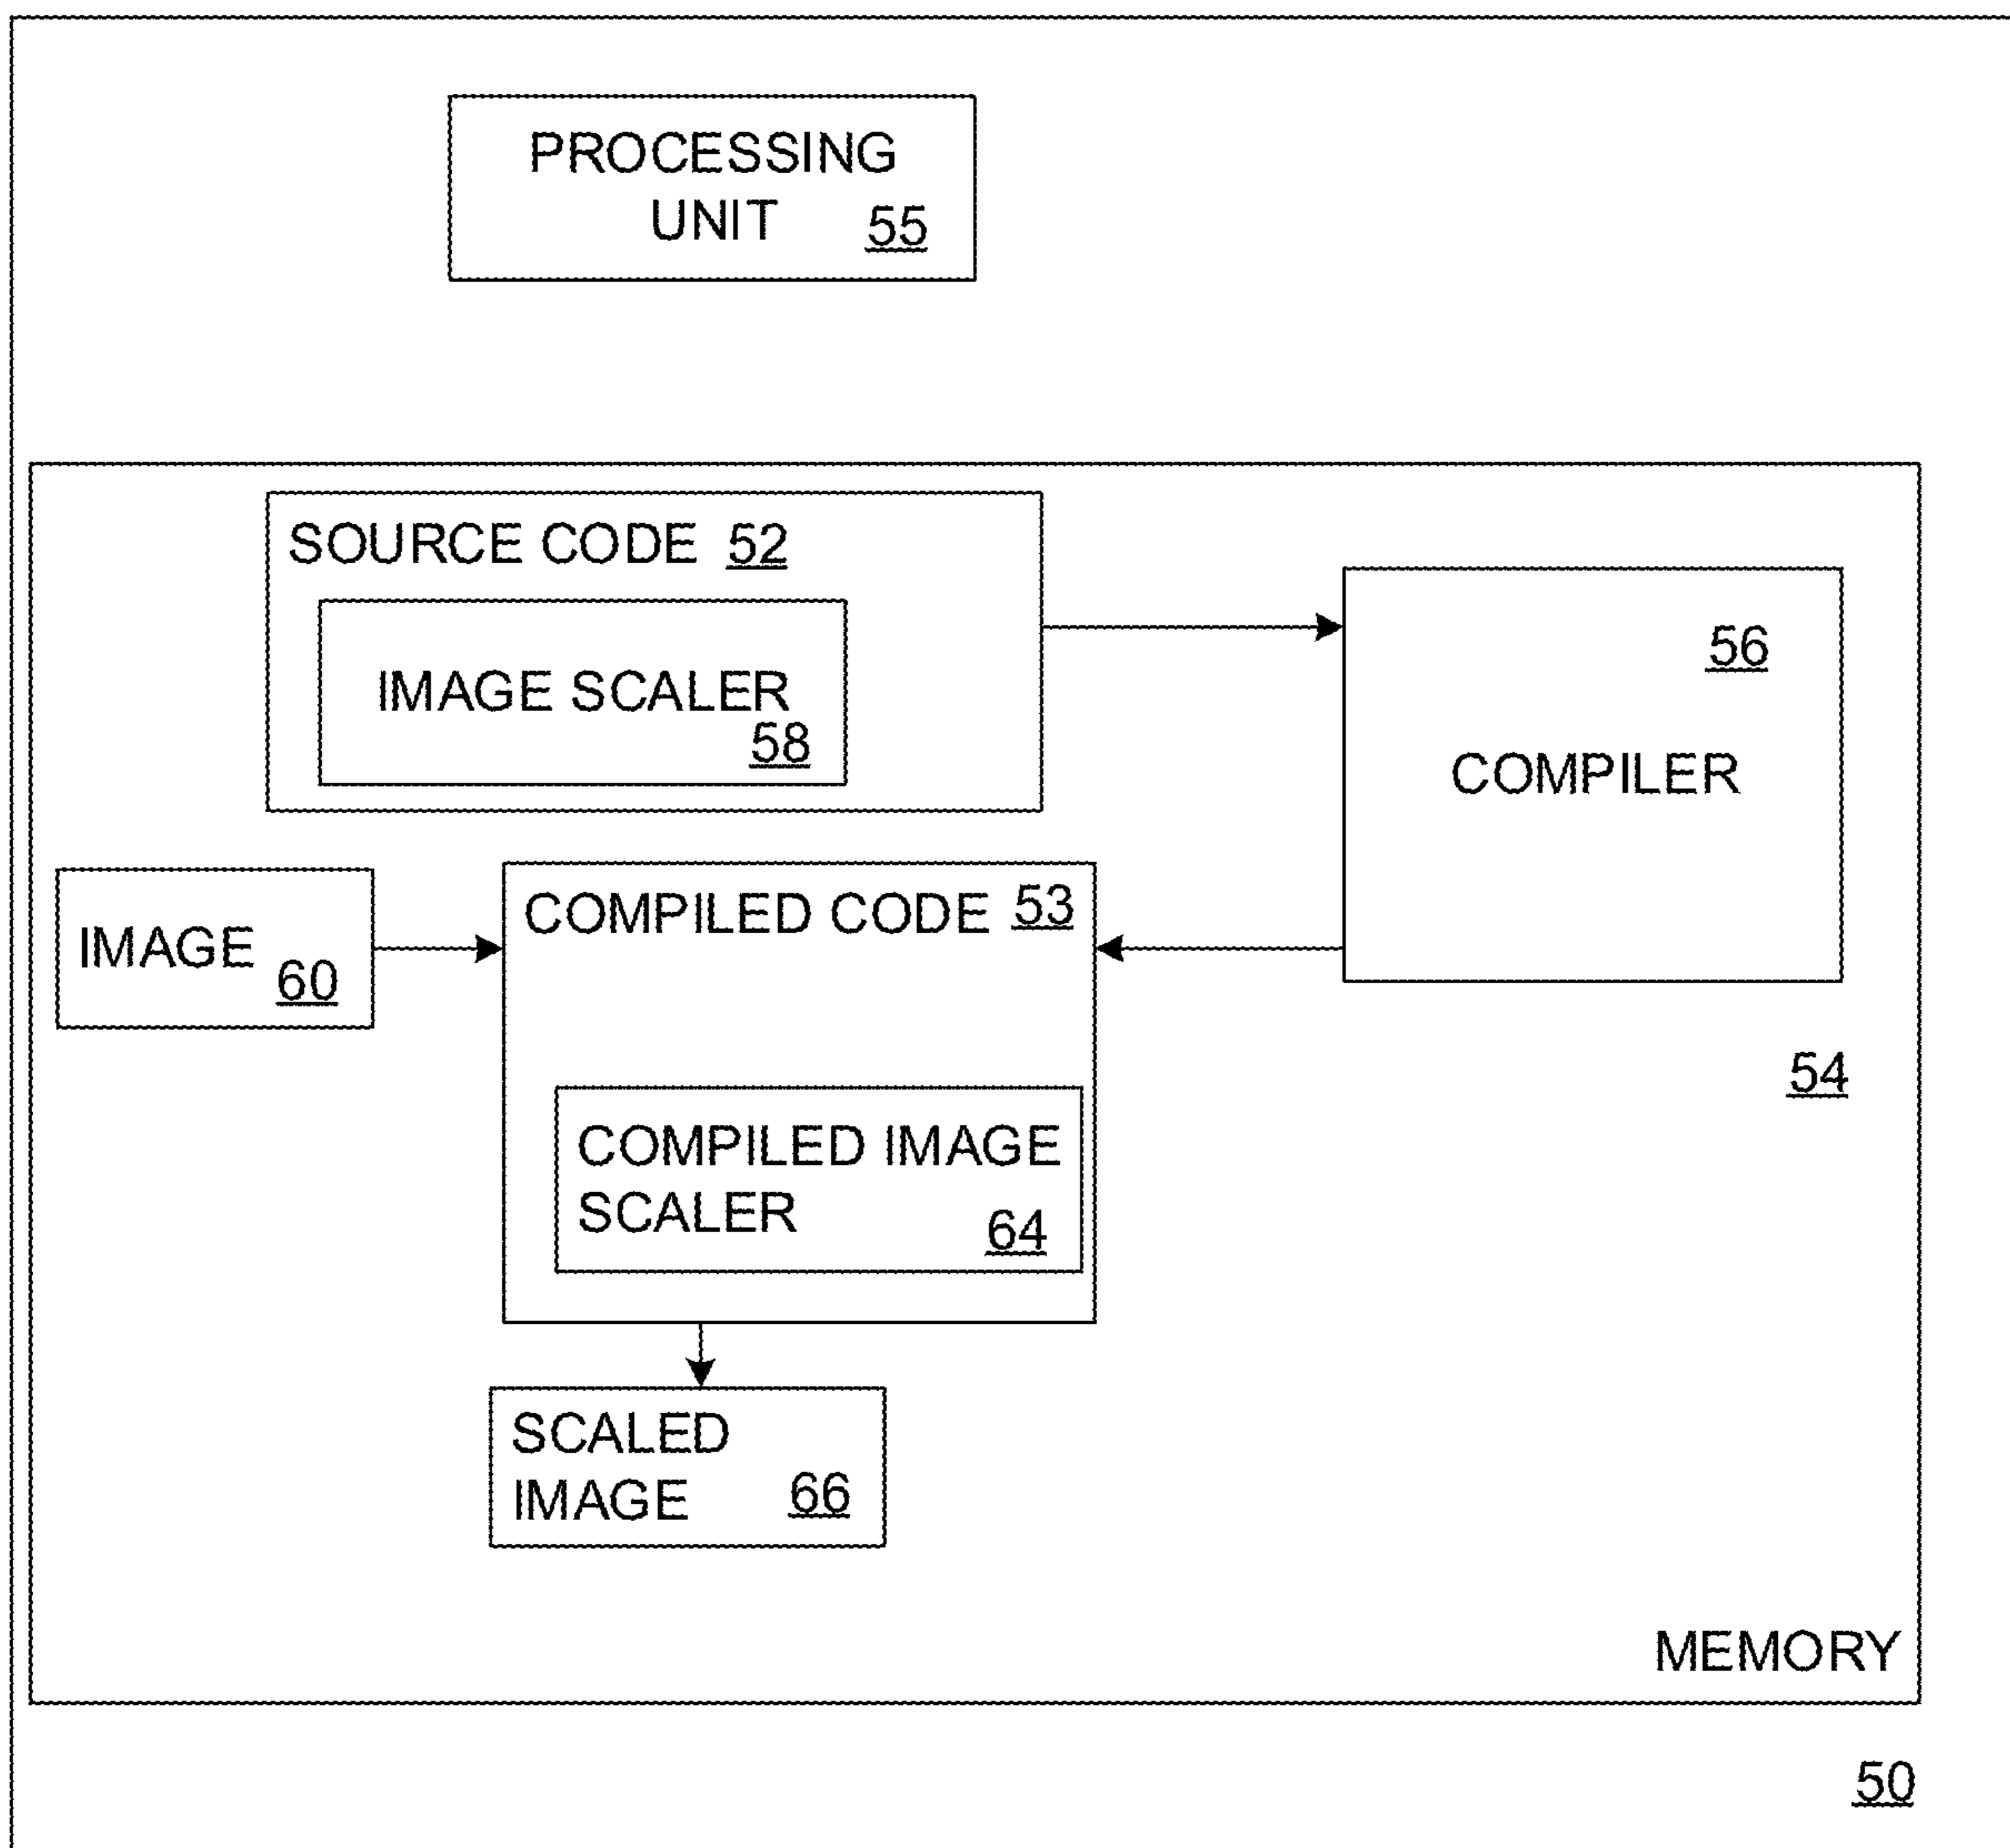 PROCESSING
UNIT 55
SOURCE CODE 52
IMAGE SCALER
58
56
COMPILER
IMAGE 60
COMPILED CODE 53
COMPILED IMAGE
SCALER 64
54
SCALED
IMAGE 66
MEMORY
50